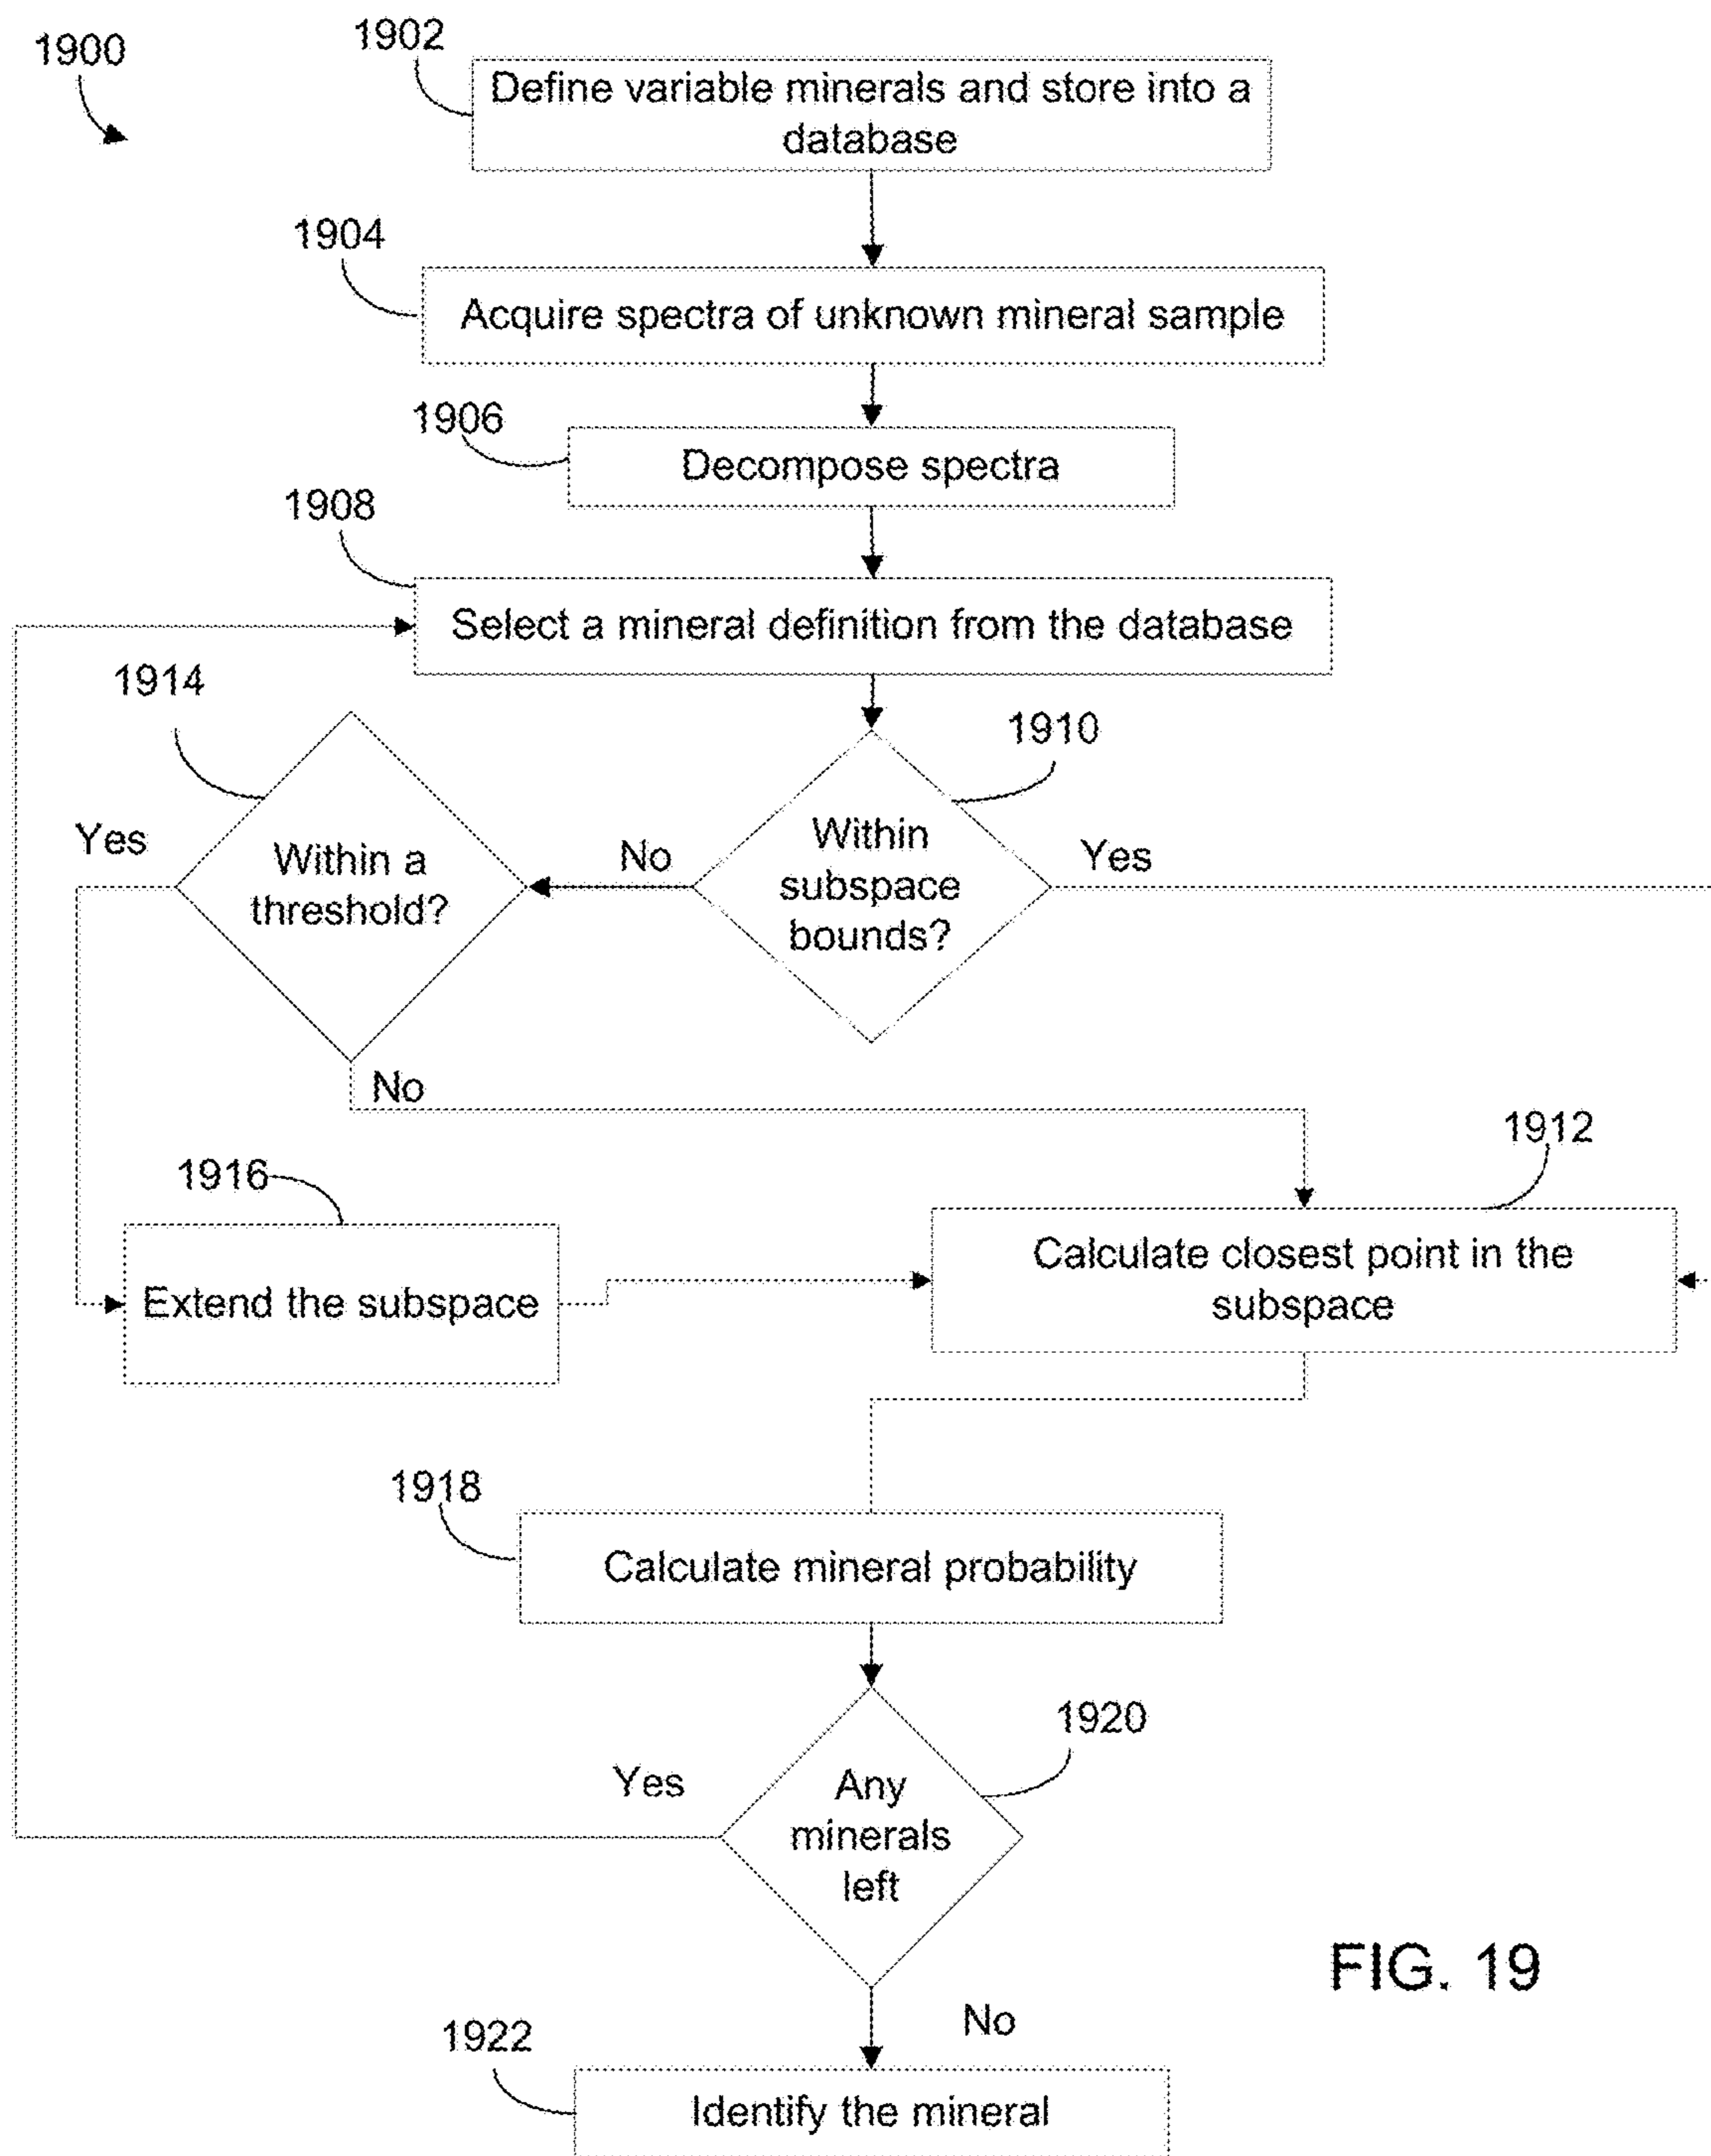 1900
1902
Define variable minerals and store into a
database
1904
Acquire spectra of unknown mineral sample
1906
Decompose spectra
1908
Select a mineral definition from the database
1914
1910
Yes
Within a
threshold?
No
Within
subspace
bounds?
Yes
No
1912
1916
Extend the subspace
Calculate closest point in the
subspace
1918
Calculate mineral probability
1920
Yes
Any
minerals
left
FIG. 19
No
1922
Identify the mineral